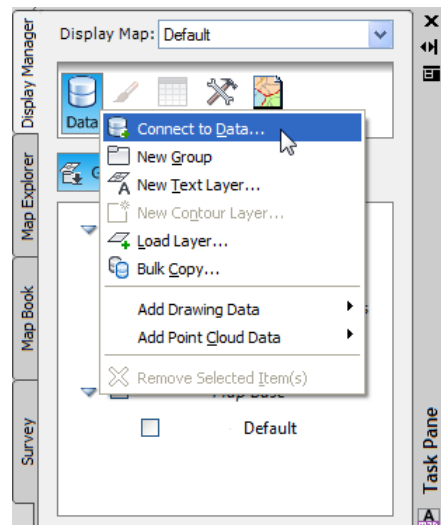 Display Manager
Map Explorer
Map Book
Survey
Display Map: Default
Data
Connect to Data...
New Group
New Text Layer...
New Contour Layer...
Load Layer...
Bulk Copy...
Add Drawing Data
Add Point Cloud Data
Remove Selected Item(s)
Map Base
Default
Task Pane